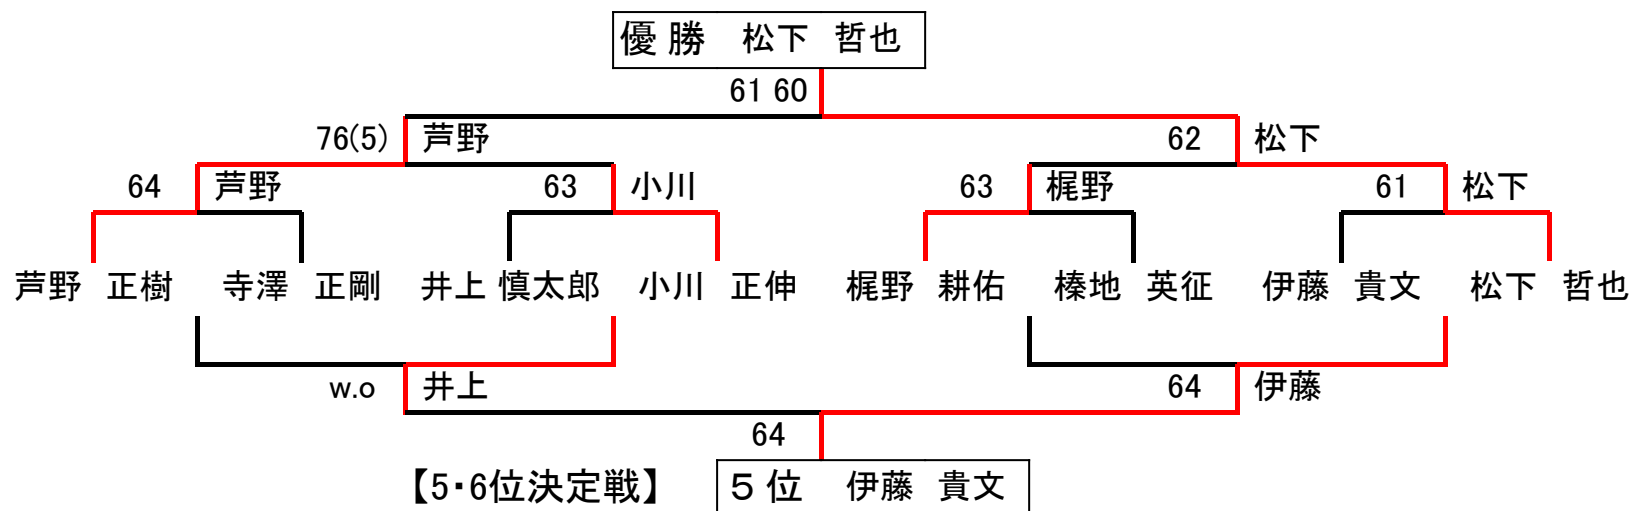 優 勝 松下 哲也
61 60
76(5) 芦野 62 松下
64 芦野 63 小川 63 梶野 61 松下
芦野 正樹 寺澤 正剛 井上 慎太郎 小川 正伸 梶野 耕佑 榛地 英征 伊藤 貴文 松下 哲也
w.o 井上 64 伊藤
64
【5・6位決定戦】 5 位 伊藤 貴文